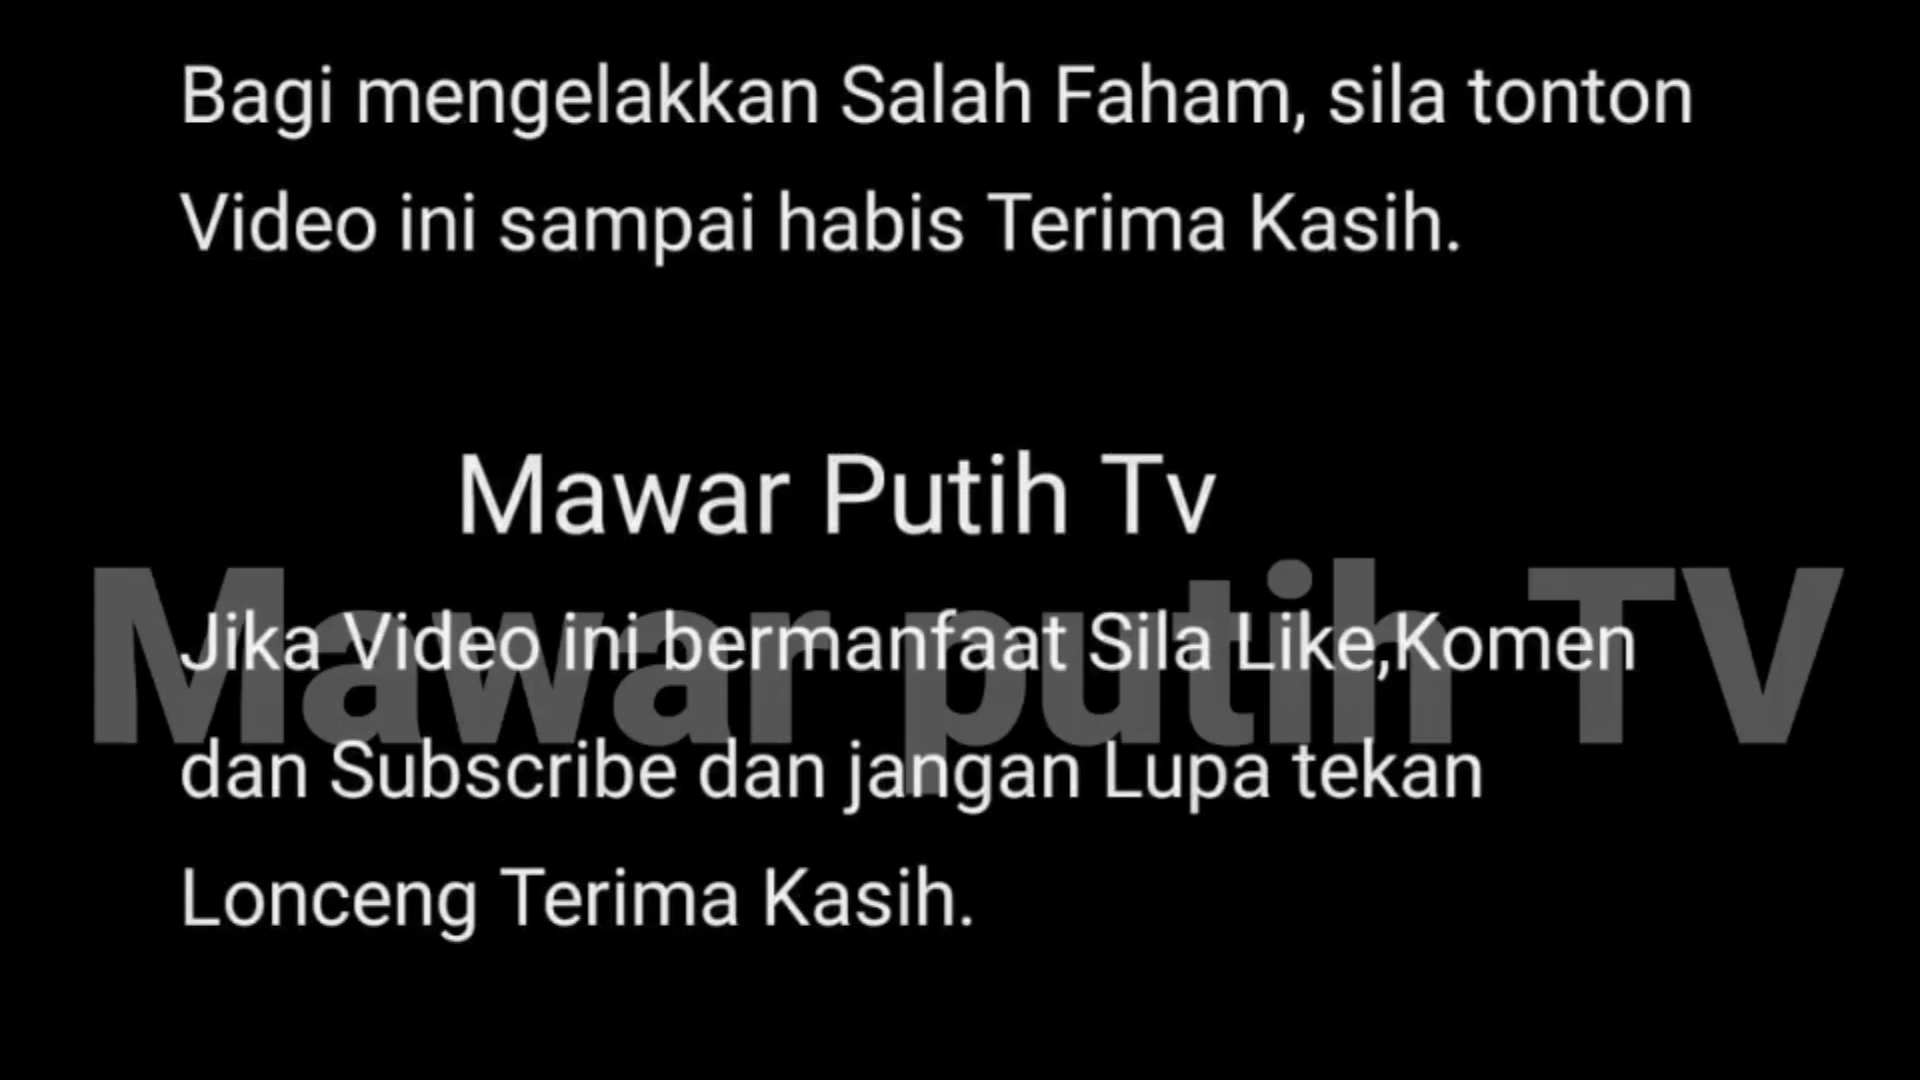 Bagi mengelakkan Salah Faham, sila tonton
Video ini sampai habis Terima Kasih.
Mawar Putih Tv
Mawar putih TV
Jika Video ini bermanfaat Sila Like,Komen
dan Subscribe dan jangan Lupa tekan
Lonceng Terima Kasih.